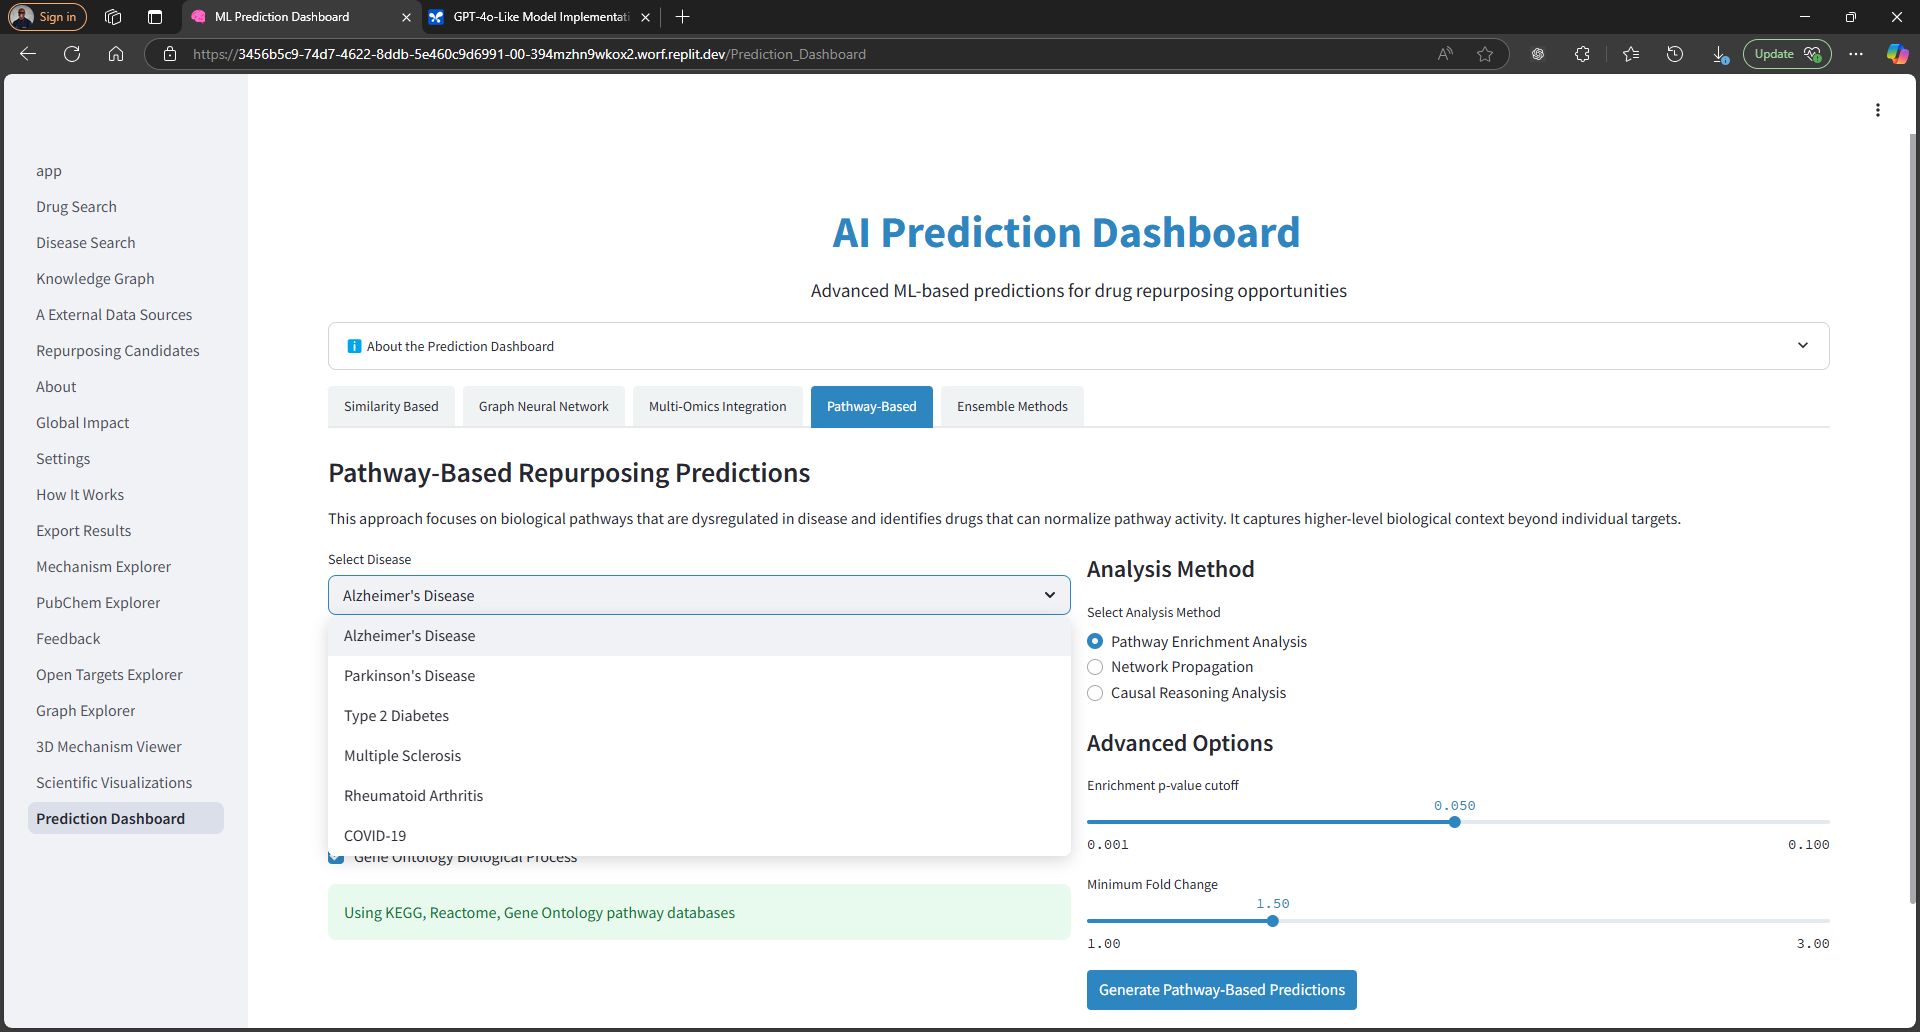 Sign in
ML Prediction Dashboard
GPT-4o-Like Model Implementati
https://3456b5c9-74d7-4622-8ddb-5e460c9d6991-00-394mzhn9wkox2.worf.replit.dev/Prediction_Dashboard
Update
app
Drug Search
Disease Search
Knowledge Graph
A External Data Sources
Repurposing Candidates
About
Global Impact
Settings
How It Works
Export Results
Mechanism Explorer
PubChem Explorer
Feedback
Open Targets Explorer
Graph Explorer
3D Mechanism Viewer
Scientific Visualizations
Prediction Dashboard
AI Prediction Dashboard
Advanced ML-based predictions for drug repurposing opportunities
About the Prediction Dashboard
Similarity Based
Graph Neural Network
Multi-Omics Integration
Pathway-Based
Ensemble Methods
Pathway-Based Repurposing Predictions
This approach focuses on biological pathways that are dysregulated in disease and identifies drugs that can normalize pathway activity. It captures higher-level biological context beyond individual targets.
Select Disease
Alzheimer's Disease
Alzheimer's Disease
Parkinson's Disease
Type 2 Diabetes
Multiple Sclerosis
Rheumatoid Arthritis
COVID-19
Gene Ontology Biological Process
Using KEGG, Reactome, Gene Ontology pathway databases
Analysis Method
Select Analysis Method
Pathway Enrichment Analysis
Network Propagation
Causal Reasoning Analysis
Advanced Options
Enrichment p-value cutoff
0.050
0.001
0.100
Minimum Fold Change
1.50
1.00
3.00
Generate Pathway-Based Predictions